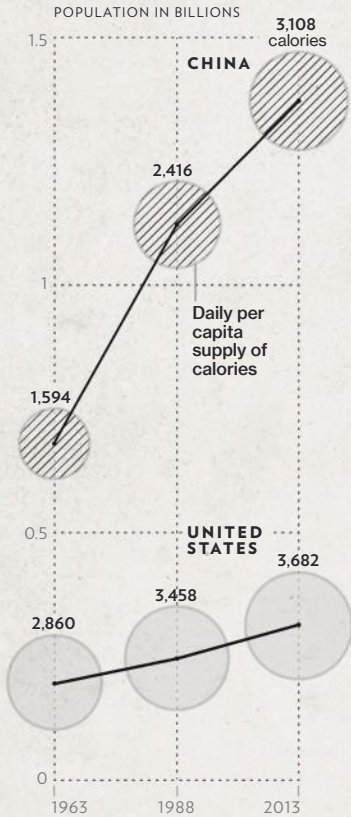 POPULATION IN BILLIONS
3,108
calories
1.5
CHINA
2,416
1
Daily per
capita
supply of
calories
1,594
0.5
UNITED
STATES
3,682
3,458
2,860
0
1963
1988
2013